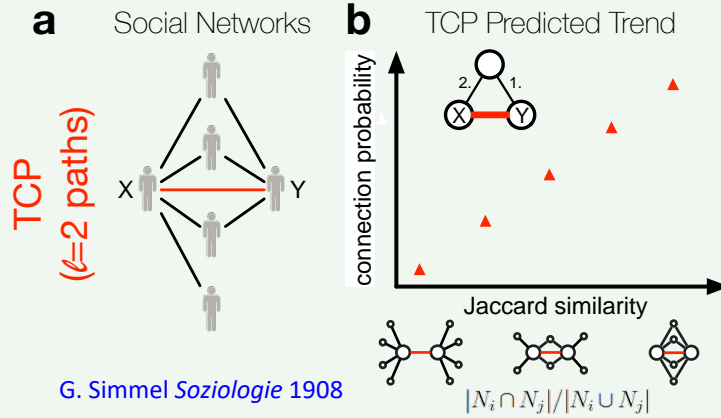 a Social Networks
X
Y
TCP
(ℓ=2 paths)
G. Simmel Soziologie 1908
b TCP Predicted Trend
connection probability
2.
1.
X
Y
Jaccard similarity
|N_i ∩ N_j|/|N_i ∪ N_j|